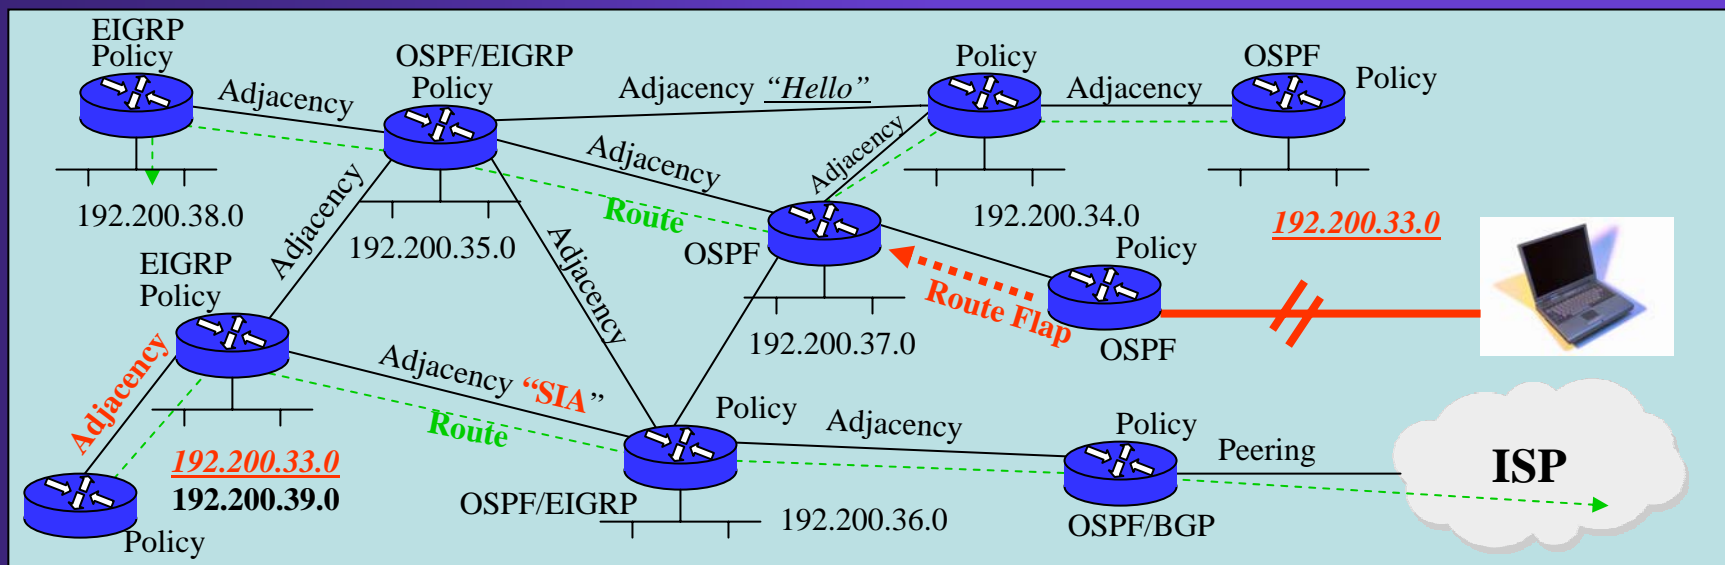 EIGRP
Policy
OSPF/EIGRP
Policy
Policy
OSPF
Policy
Adjacency
Adjacency "Hello"
Adjacency
Adjacency
Adjacency
Route
192.200.38.0
192.200.35.0
192.200.34.0
192.200.33.0
Adjacency
Adjacency
OSPF
Policy
EIGRP
Policy
Route Flap
192.200.37.0
OSPF
Adjacency
Adjacency "SIA"
Route
Policy
Adjacency
Policy
Peering
ISP
192.200.33.0
192.200.39.0
OSPF/EIGRP
192.200.36.0
OSPF/BGP
Policy